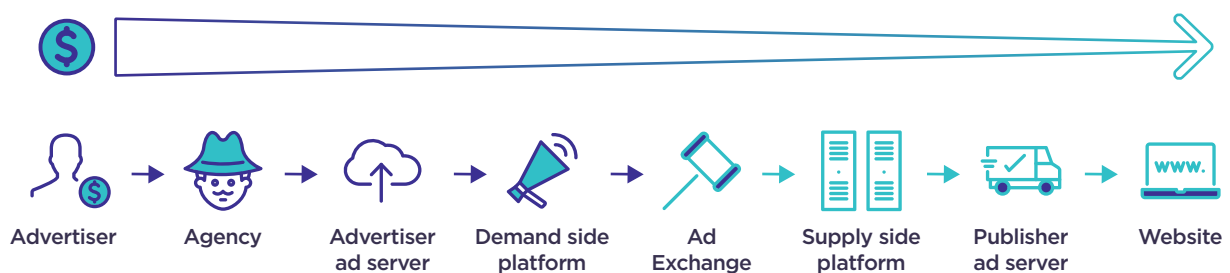 $
Advertiser
$
Agency
Advertiser
ad server
Demand side
platform
Ad
Exchange
Supply side
platform
Publisher
ad server
www.
Website